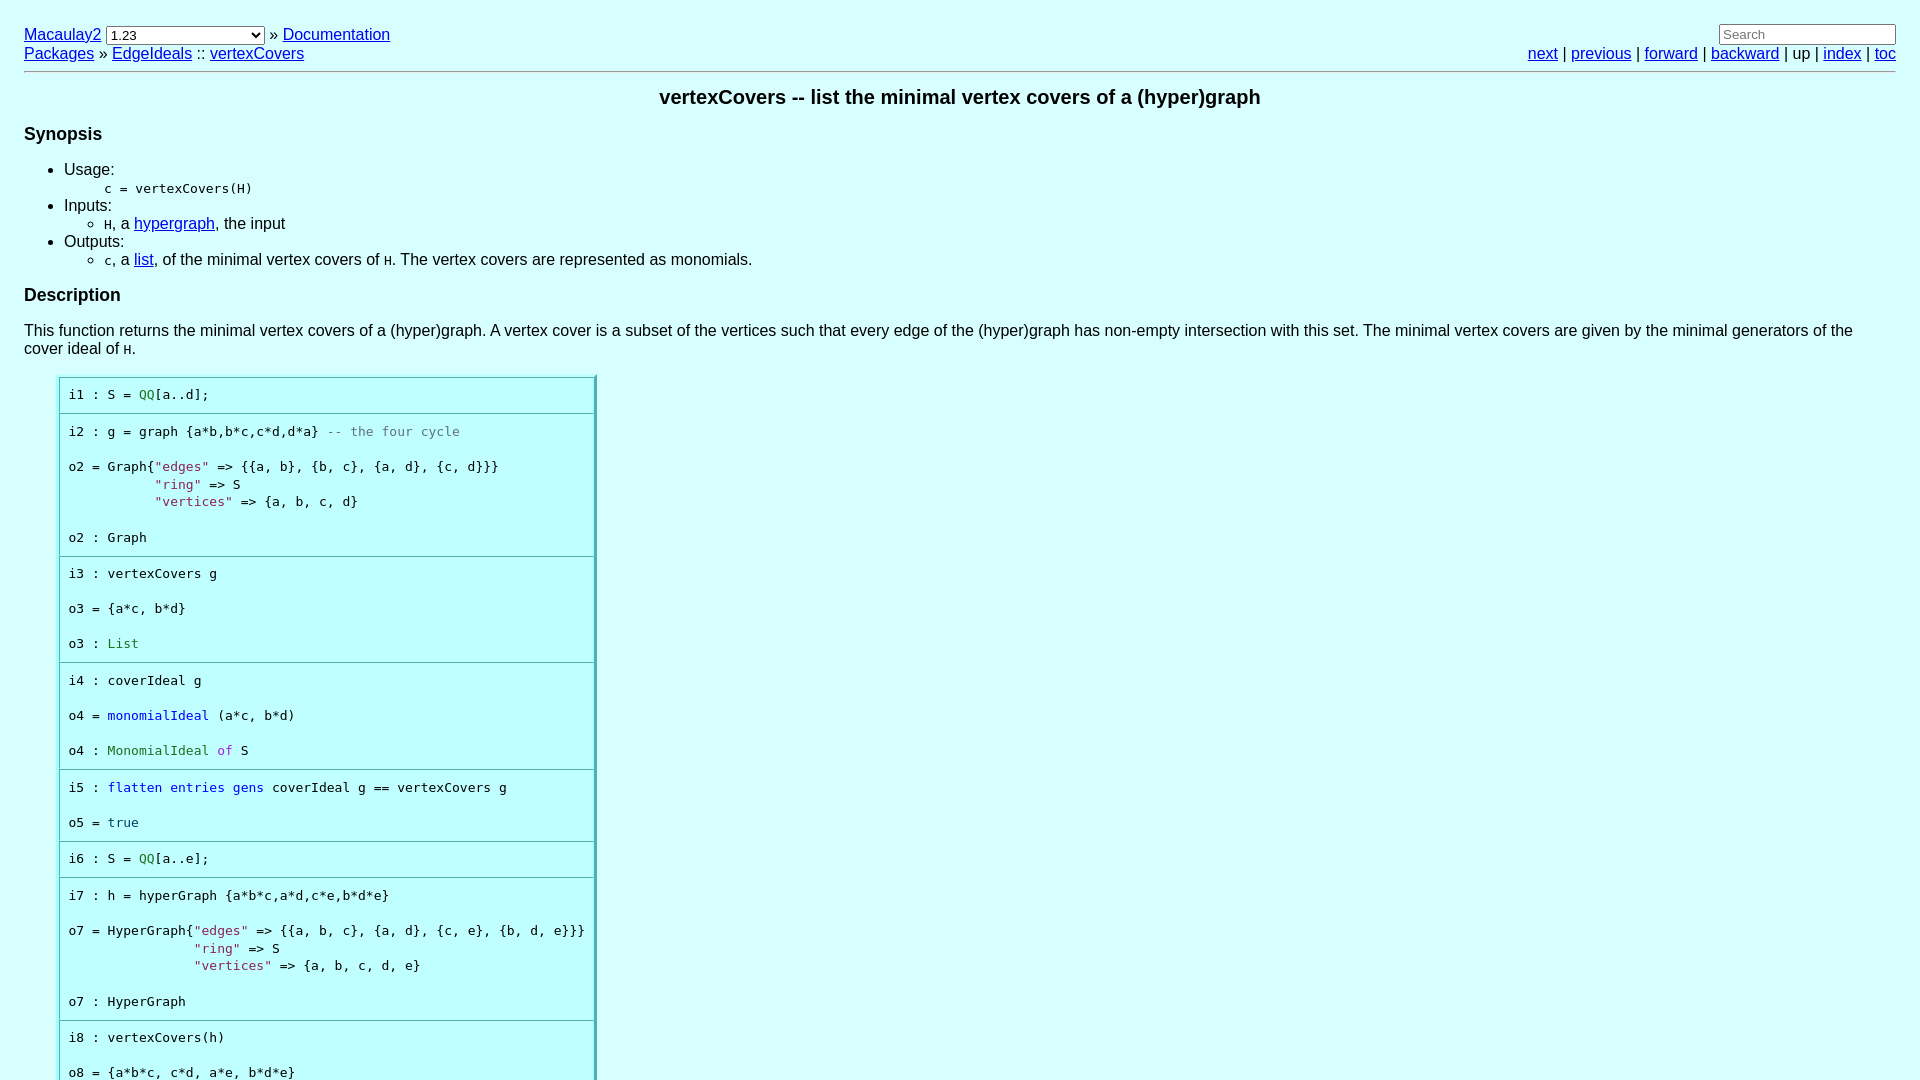 Macaulay2 1.23 » Documentation
Search
Packages » EdgeIdeals :: vertexCovers
next | previous | forward | backward | up | index | toc
vertexCovers -- list the minimal vertex covers of a (hyper)graph
Synopsis
• Usage:
c = vertexCovers(H)
• Inputs:
◦ H, a hypergraph, the input
• Outputs:
◦ c, a list, of the minimal vertex covers of H. The vertex covers are represented as monomials.
Description
This function returns the minimal vertex covers of a (hyper)graph. A vertex cover is a subset of the vertices such that every edge of the (hyper)graph has non-empty intersection with this set. The minimal vertex covers are given by the minimal generators of the
cover ideal of H.
i1 : S = QQ[a..d];
i2 : g = graph {a*b,b*c,c*d,d*a} -- the four cycle
o2 = Graph{"edges" => {{a, b}, {b, c}, {a, d}, {c, d}}}
"ring" => S
"vertices" => {a, b, c, d}
o2 : Graph
i3 : vertexCovers g
o3 = {a*c, b*d}
o3 : List
i4 : coverIdeal g
o4 = monomialIdeal (a*c, b*d)
o4 : MonomialIdeal of S
i5 : flatten entries gens coverIdeal g == vertexCovers g
o5 = true
i6 : S = QQ[a..e];
i7 : h = hyperGraph {a*b*c,a*d,c*e,b*d*e}
o7 = HyperGraph{"edges" => {{a, b, c}, {a, d}, {c, e}, {b, d, e}}}
"ring" => S
"vertices" => {a, b, c, d, e}
o7 : HyperGraph
i8 : vertexCovers(h)
o8 = {a*b*c, c*d, a*e, b*d*e}